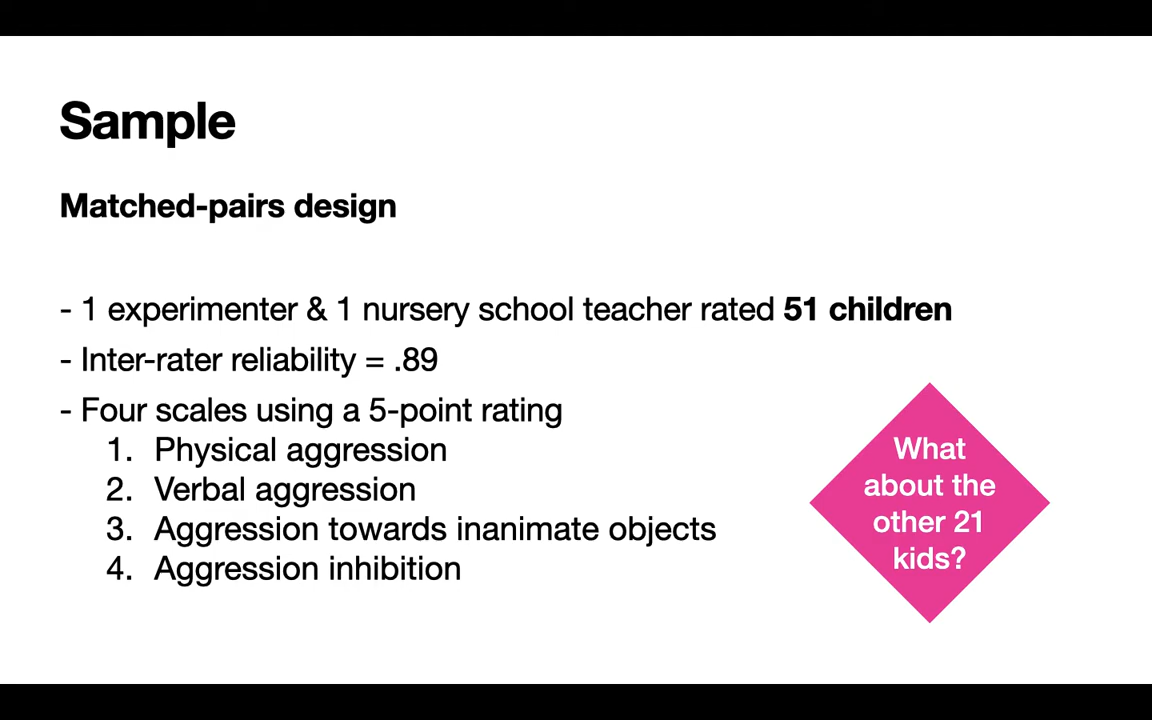 Sample
Matched-pairs design
- 1 experimenter & 1 nursery school teacher rated 51 children
- Inter-rater reliability = .89
- Four scales using a 5-point rating
1. Physical aggression
2. Verbal aggression
3. Aggression towards inanimate objects
4. Aggression inhibition
What
about the
other 21
kids?